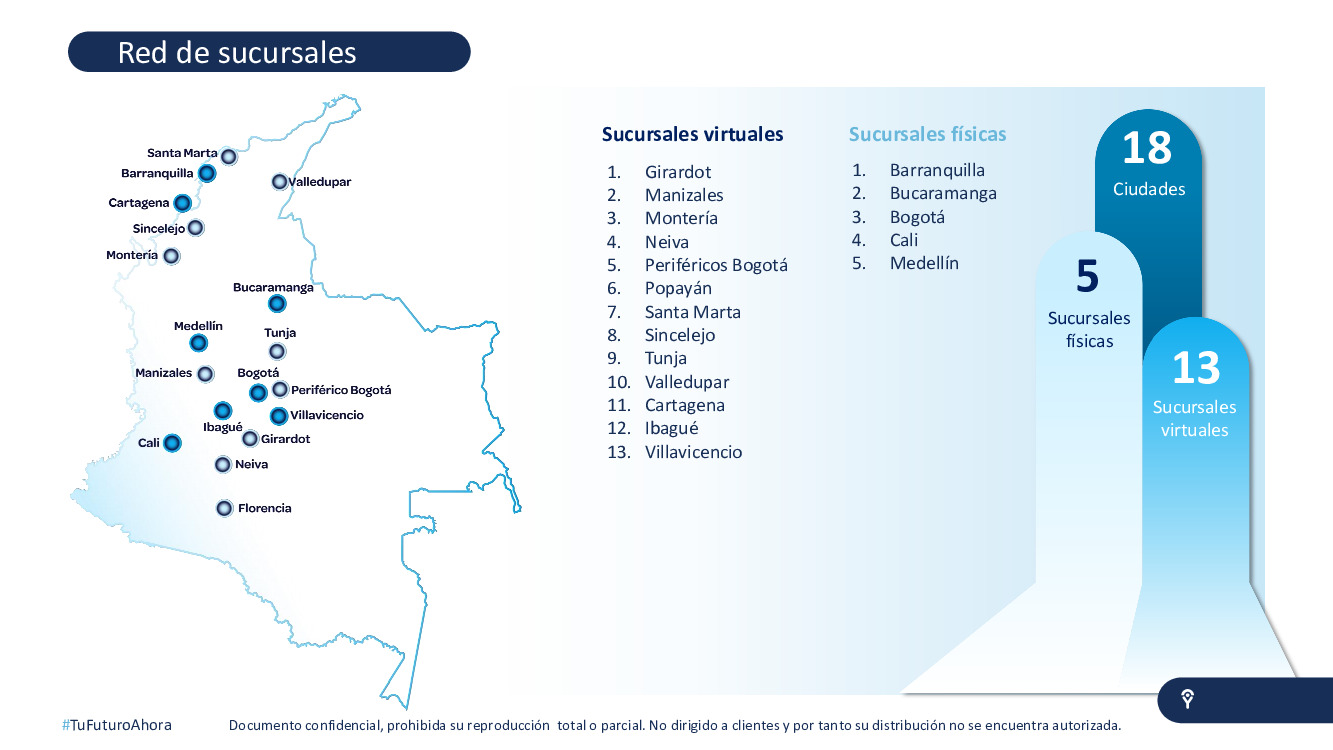 Red de sucursales
Santa Marta
Barranquilla
Valledupar
Cartagena
Sincelejo
Montería
Bucaramanga
Medellín
Tunja
Manizales
Bogotá
Periférico Bogotá
Villavicencio
Ibagué
Cali
Girardot
Neiva
Florencia
Sucursales virtuales
1. Girardot
2. Manizales
3. Montería
4. Neiva
5. Periféricos Bogotá
6. Popayán
7. Santa Marta
8. Sincelejo
9. Tunja
10. Valledupar
11. Cartagena
12. Ibagué
13. Villavicencio
Sucursales físicas
1. Barranquilla
2. Bucaramanga
3. Bogotá
4. Cali
5. Medellín
18
Ciudades
5
Sucursales
físicas
13
Sucursales
virtuales
#TuFuturoAhora
Documento confidencial, prohibida su reproducción total o parcial. No dirigido a clientes y por tanto su distribución no se encuentra autorizada.